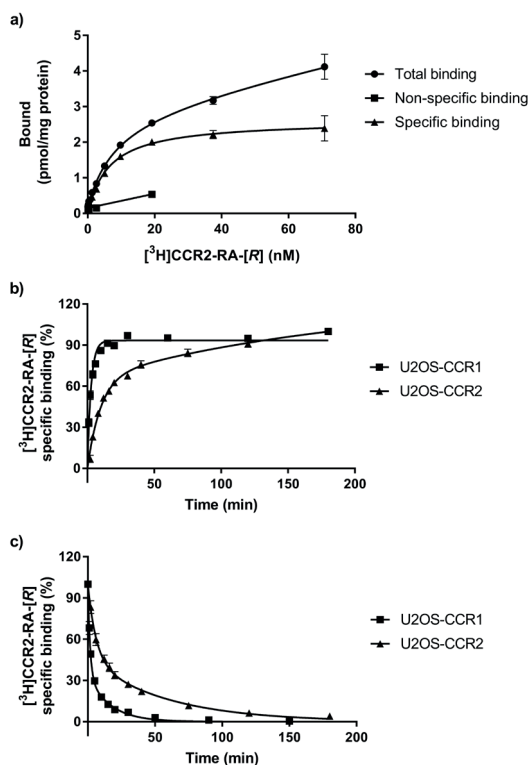 a)
5
4
3
2
1
0
Bound
(pmol/mg protein)
0
20
40
60
80
[³H]CCR2-RA-[R] (nM)
Total binding
Non-specific binding
Specific binding
b)
120
90
60
30
0
[³H]CCR2-RA-[R]
specific binding (%)
50
100
150
200
Time (min)
U2OS-CCR1
U2OS-CCR2
c)
120
90
60
30
0
[³H]CCR2-RA-[R]
specific binding (%)
0
50
100
150
200
Time (min)
U2OS-CCR1
U2OS-CCR2